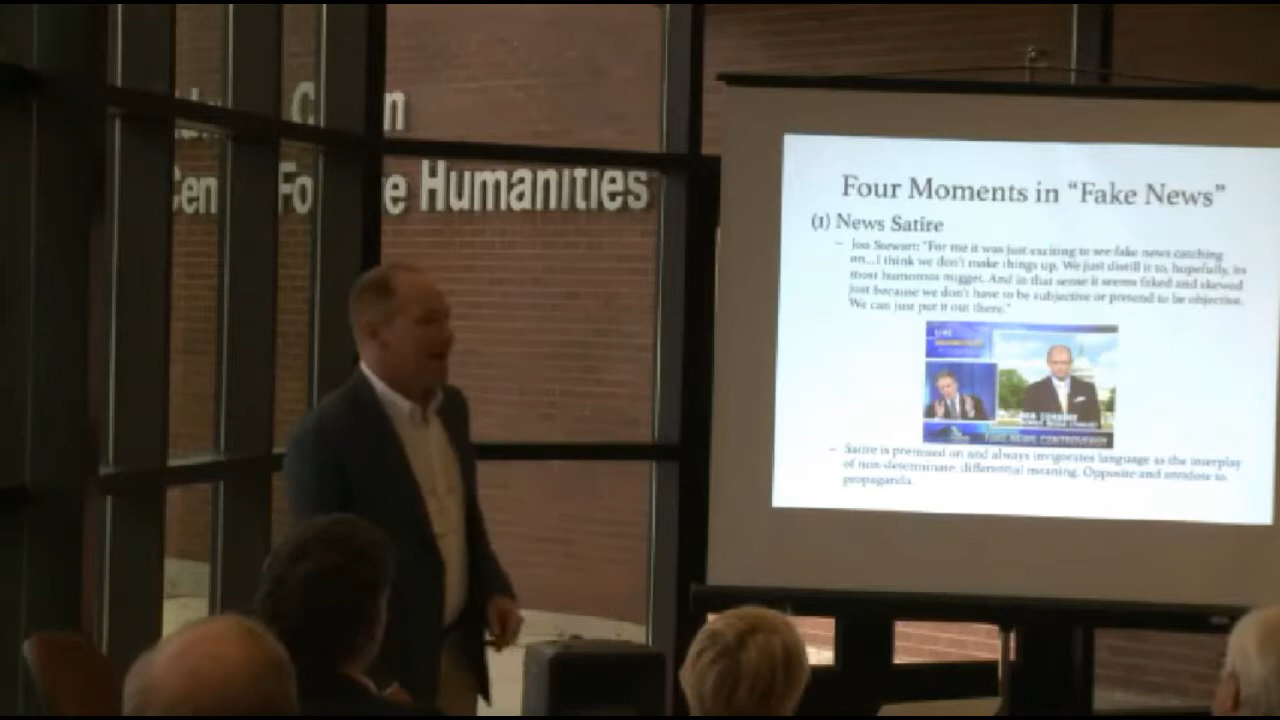 n
Cen For the Humanities
Four Moments in “Fake News”
(1) News Satire
– Jon Stewart: “For me it was just exciting to see fake news catching
on...I think we don't make things up. We just distill it to, hopefully, its
most humorous nugget. And in that sense it seems faked and skewed
just because we don't have to be subjective or pretend to be objective.
We can just put it out there.”
LIVE
ROB CORDDRY
FAKE NEWS CONTROVERSY
– Satire is premised on and always invigorates language as the interplay
of non-determinate differential meaning. Opposite and antidote to
propaganda.